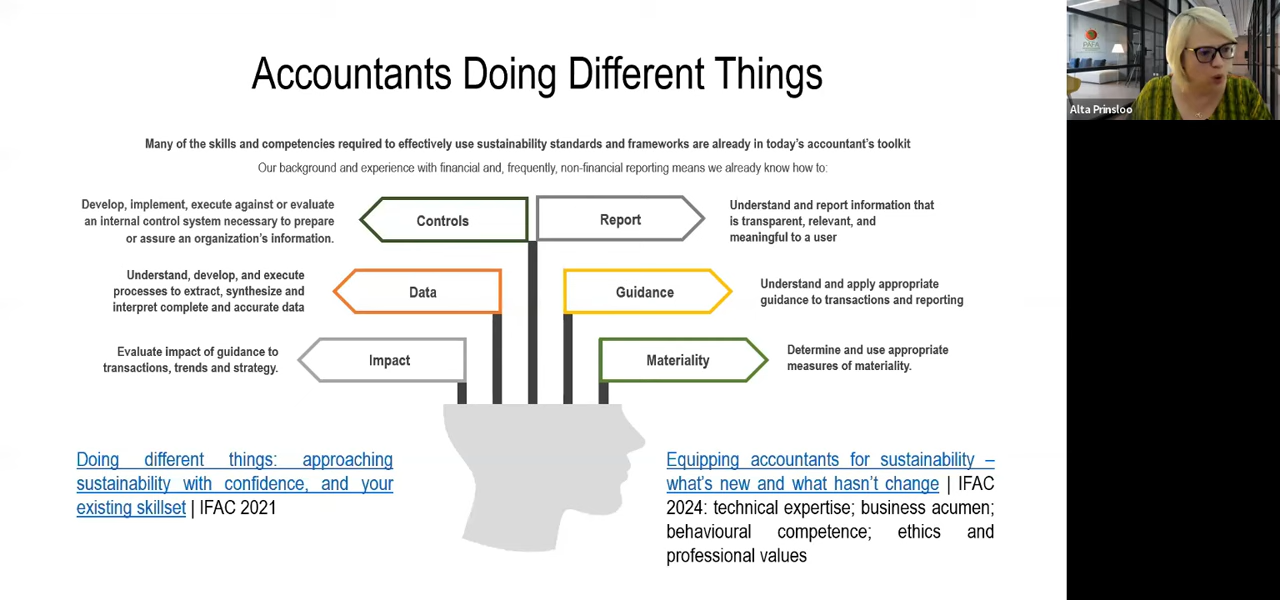 Accountants Doing Different Things
Many of the skills and competencies required to effectively use sustainability standards and frameworks are already in today's accountant's toolkit
Our background and experience with financial and, frequently, non-financial reporting means we already know how to:
Develop, implement, execute against or evaluate
an internal control system necessary to prepare
or assure an organization's information.
Controls
Report
Understand and report information that
is transparent, relevant, and
meaningful to a user
Understand, develop, and execute
processes to extract, synthesize and
interpret complete and accurate data
Data
Guidance
Understand and apply appropriate
guidance to transactions and reporting
Evaluate impact of guidance to
transactions, trends and strategy.
Impact
Materiality
Determine and use appropriate
measures of materiality.
Doing different things: approaching
sustainability with confidence, and your
existing skillset | IFAC 2021
Equipping accountants for sustainability –
what's new and what hasn't change | IFAC
2024: technical expertise; business acumen;
behavioural competence; ethics and
professional values
PAFA
Alta Prinsloo